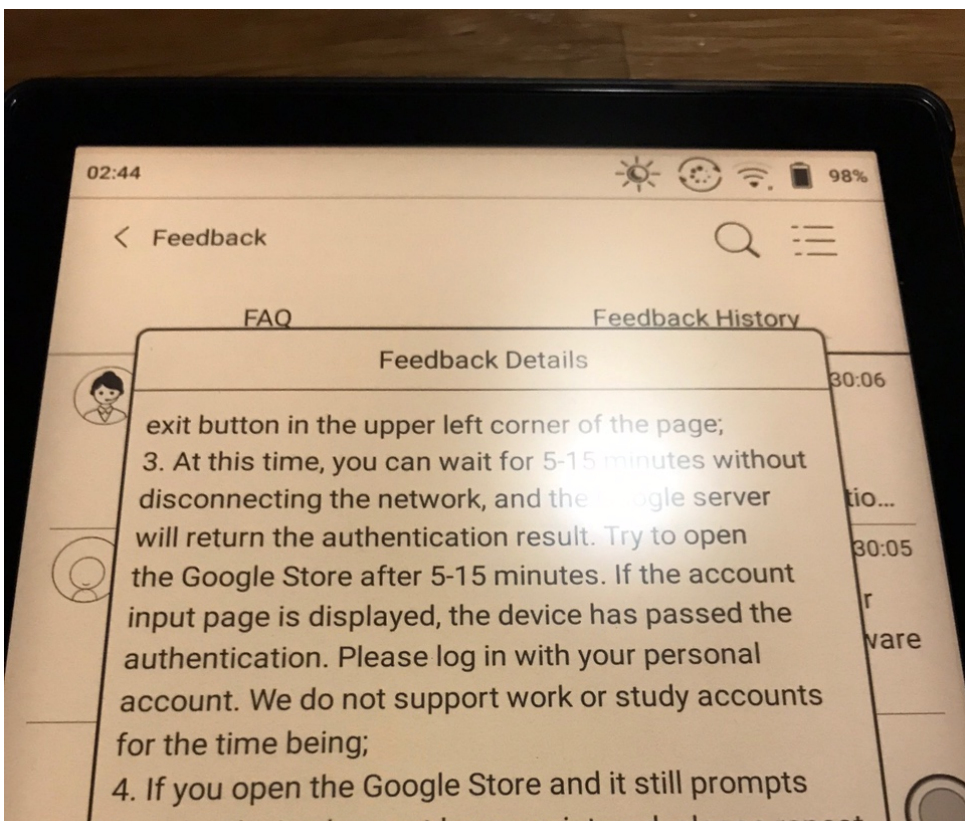 02:44
98%
Feedback
FAQ
Feedback History
Feedback Details
30:06
exit button in the upper left corner of the page;
3. At this time, you can wait for 5-15 minutes without
disconnecting the network, and the server
tio...
will return the authentication result. Try to open
30:05
the Google Store after 5-15 minutes. If the account
r
input page is displayed, the device has passed the
ware
authentication. Please log in with your personal
account. We do not support work or study accounts
for the time being;
4. If you open the Google Store and it still prompts